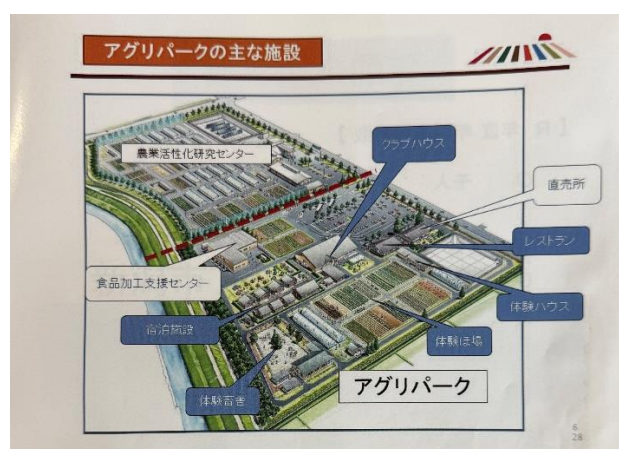 アグリパークの主な施設
農業活性化研究センター
クラブハウス
直売所
レストラン
食品加工支援センター
体験ハウス
宿泊施設
体験ほ場
体験畜舎
アグリパーク
28